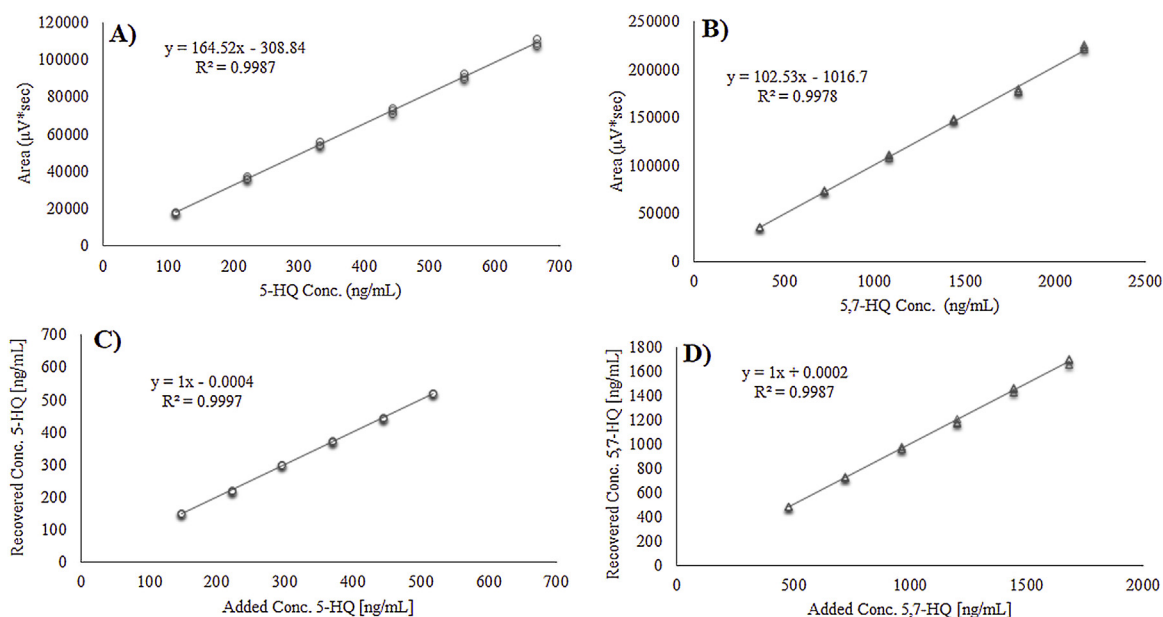 A)
y = 164.52x - 308.84
R² = 0.9987
Area (µV*sec)
120000
100000
80000
60000
40000
20000
0
0 100 200 300 400 500 600 700
5-HQ Conc. (ng/mL)
B)
y = 102.53x - 1016.7
R² = 0.9978
Area (µV*sec)
250000
200000
150000
100000
50000
0
0 500 1000 1500 2000 2500
5,7-HQ Conc. (ng/mL)
C)
y = 1x - 0.0004
R² = 0.9997
Recovered Conc. 5-HQ [ng/mL]
700
600
500
400
300
200
100
0
0 100 200 300 400 500 600 700
Added Conc. 5-HQ [ng/mL]
D)
y = 1x + 0.0002
R² = 0.9987
Recovered Conc. 5,7-HQ [ng/mL]
1800
1600
1400
1200
1000
800
600
400
200
0
0 500 1000 1500 2000
Added Conc. 5,7-HQ [ng/mL]